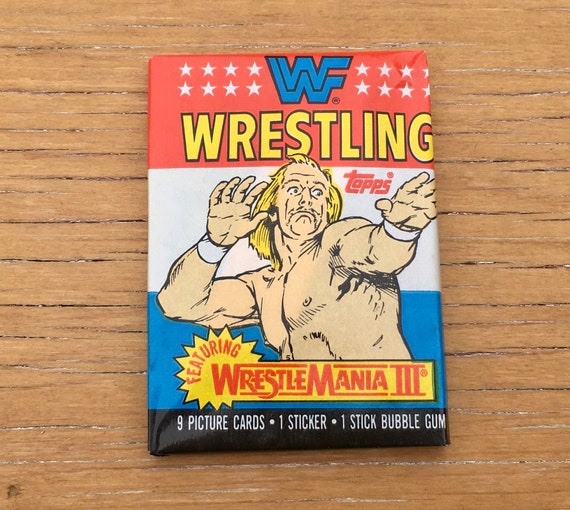 WF
®
WRESTLING
topps®
FEATURING
WRESTLEMANIA III®
9 PICTURE CARDS • 1 STICKER • 1 STICK BUBBLE GUM